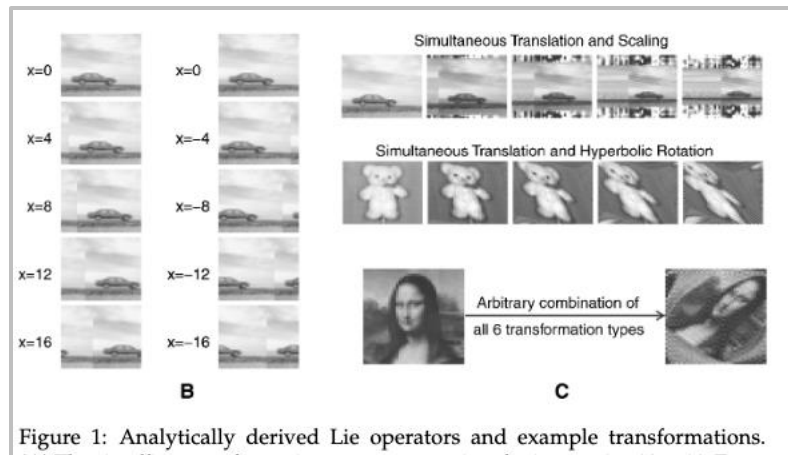 x=0
x=0
x=4
x=−4
x=8
x=−8
x=12
x=−12
x=16
x=−16
B
Simultaneous Translation and Scaling
Simultaneous Translation and Hyperbolic Rotation
Arbitrary combination of
all 6 transformation types
C
Figure 1: Analytically derived Lie operators and example transformations.